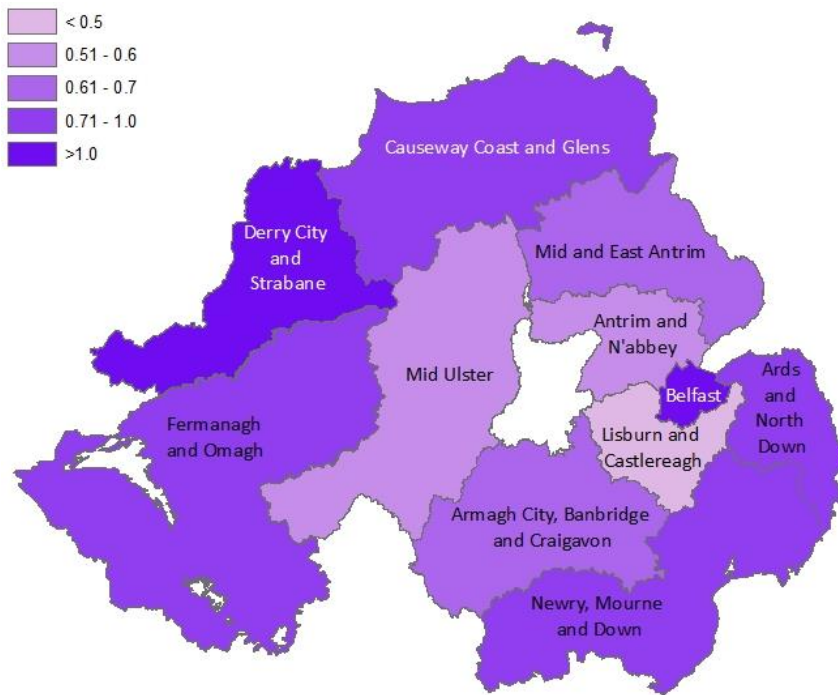 < 0.5
0.51 - 0.6
0.61 - 0.7
0.71 - 1.0
>1.0
Causeway Coast and Glens
Derry City
and
Strabane
Mid and East Antrim
Antrim and
N'abbey
Mid Ulster
Belfast
Ards
and
North
Down
Fermanagh
and Omagh
Lisburn and
Castlereagh
Armagh City, Banbridge
and Craigavon
Newry, Mourne
and Down